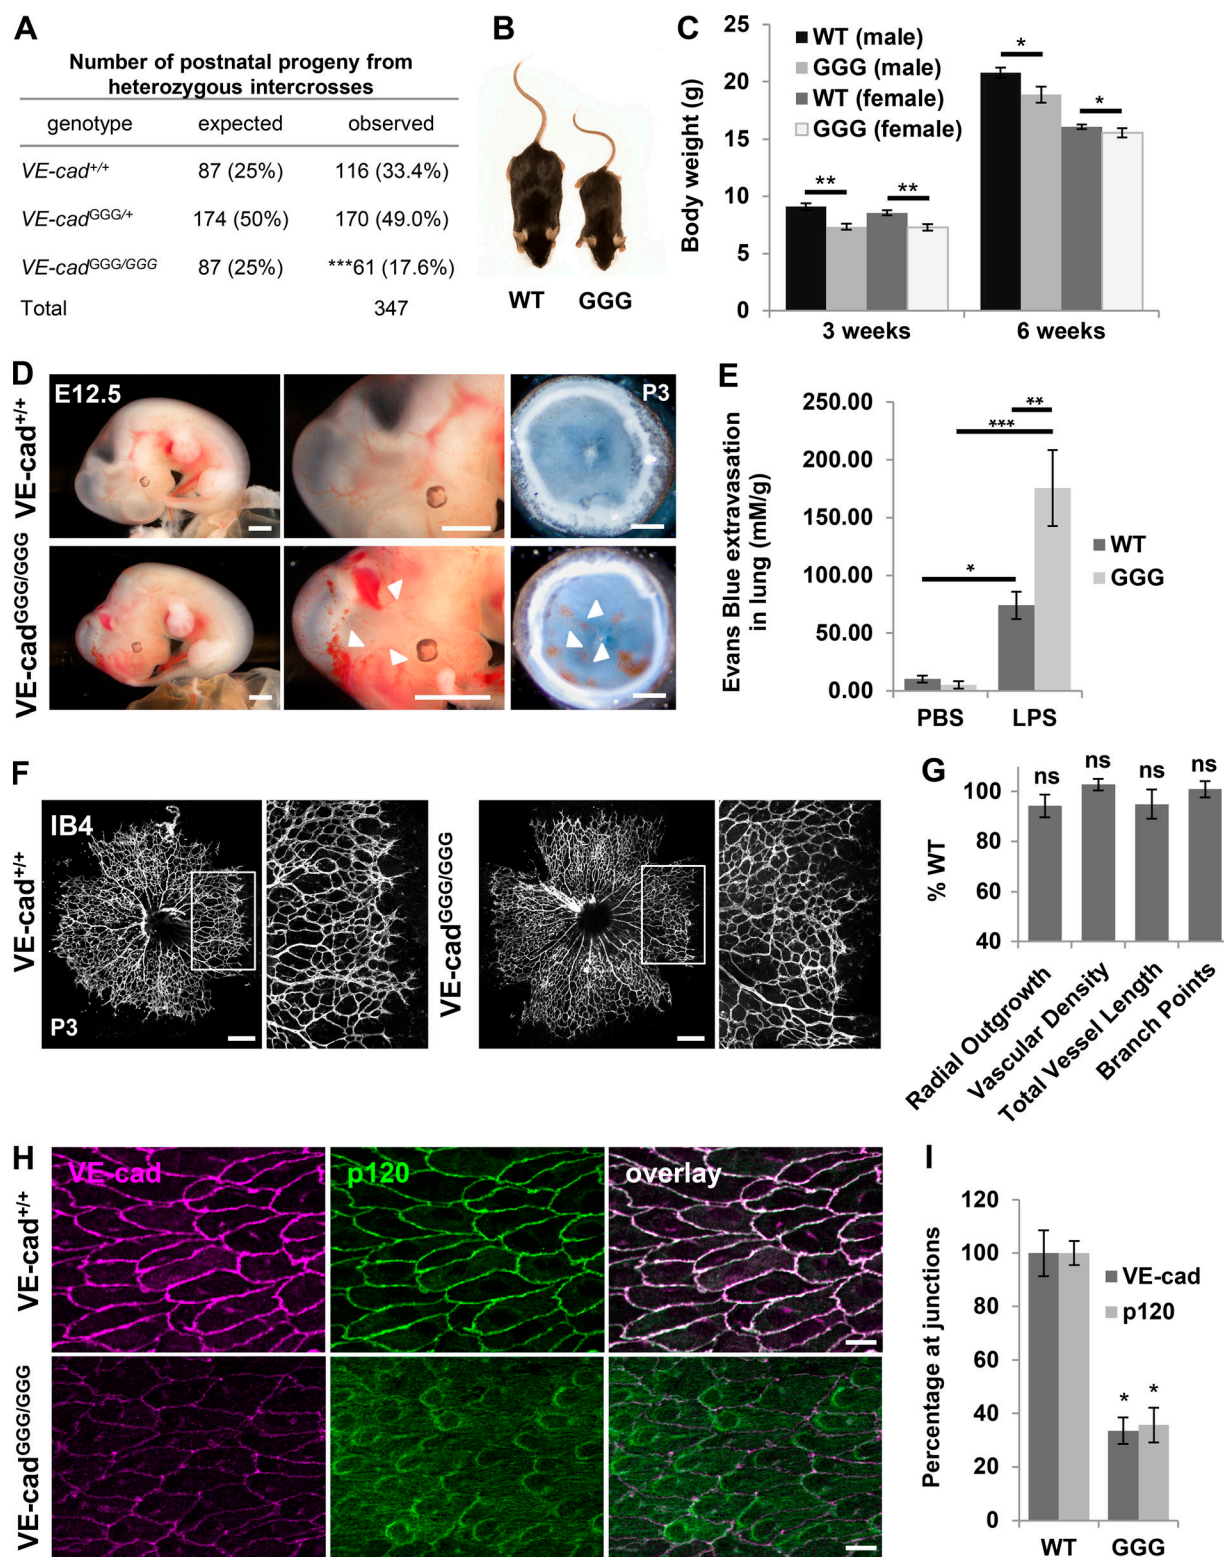 A
Number of postnatal progeny from
heterozygous intercrosses
genotype expected observed
VE-cad+/+ 87 (25%) 116 (33.4%)
VE-cadGGG/+ 174 (50%) 170 (49.0%)
VE-cadGGG/GGG 87 (25%) ***61 (17.6%)
Total 347
B
WT GGG
C
Body weight (g)
25
20
15
10
5
0
WT (male)
GGG (male)
WT (female)
GGG (female)
** ** * *
3 weeks 6 weeks
D
VE-cad+/+
VE-cadGGG/GGG
E12.5
P3
E
Evans Blue extravasation
in lung (mM/g)
250.00
200.00
150.00
100.00
50.00
0.00
**
***
*
WT
GGG
PBS LPS
F
VE-cad+/+
IB4
P3
VE-cadGGG/GGG
G
% WT
100
80
60
40
ns ns ns ns
Radial Outgrowth
Vascular Density
Total Vessel Length
Branch Points
H
VE-cad+/+
VE-cadGGG/GGG
VE-cad p120 overlay
I
Percentage at junctions
120
100
80
60
40
20
0
VE-cad
p120
* *
WT GGG